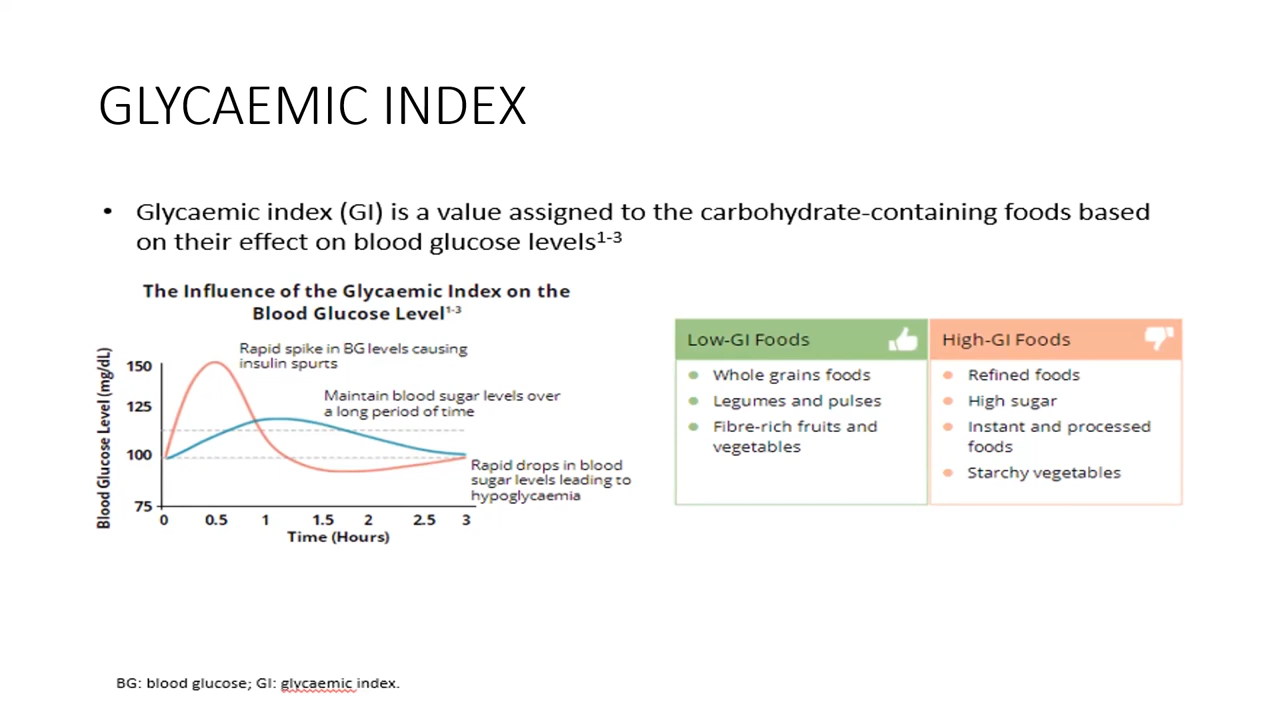 GLYCAEMIC INDEX
• Glycaemic index (GI) is a value assigned to the carbohydrate-containing foods based
on their effect on blood glucose levels1-3
The Influence of the Glycaemic Index on the
Blood Glucose Level1-3
Blood Glucose Level (mg/dL)
150
125
100
75
Rapid spike in BG levels causing
insulin spurts
Maintain blood sugar levels over
a long period of time
Rapid drops in blood
sugar levels leading to
hypoglycaemia
0 0.5 1 1.5 2 2.5 3
Time (Hours)
Low-GI Foods
• Whole grains foods
• Legumes and pulses
• Fibre-rich fruits and
vegetables
High-GI Foods
• Refined foods
• High sugar
• Instant and processed
foods
• Starchy vegetables
BG: blood glucose; GI: glycaemic index.